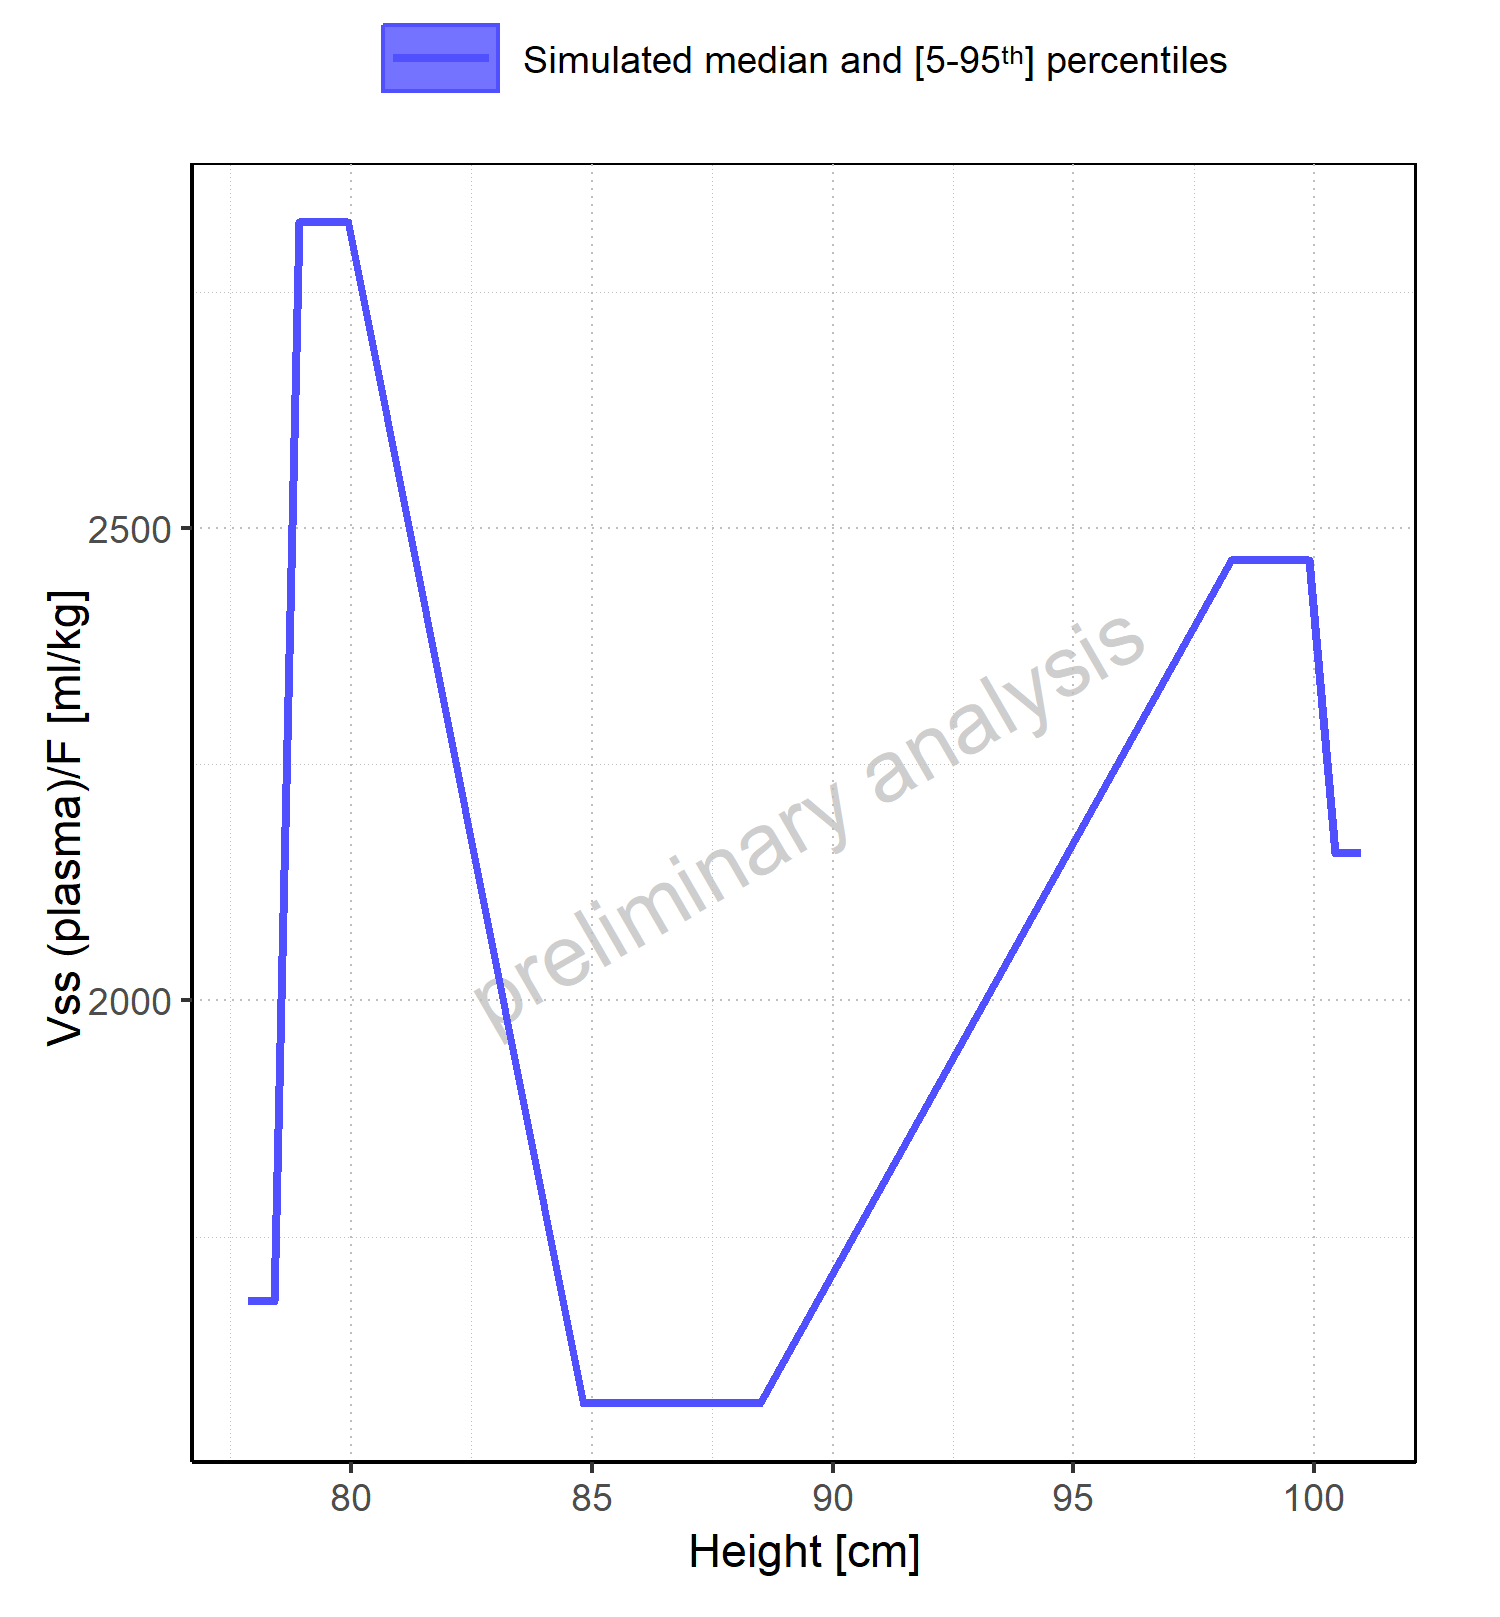 Simulated median and [5-95ᵗʰ] percentiles
Vss (plasma)/F [ml/kg]
2500
2000
preliminary analysis
80 85 90 95 100
Height [cm]